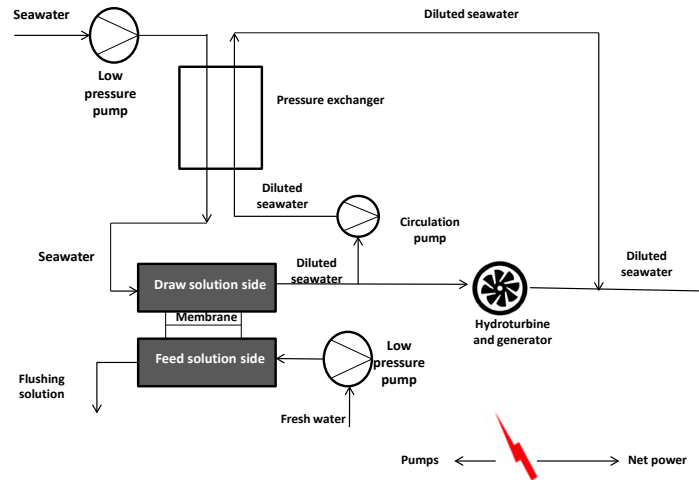 Seawater
Diluted seawater
Low
pressure
pump
Pressure exchanger
Diluted
seawater
Circulation
pump
Seawater
Diluted
seawater
Diluted
seawater
Draw solution side
Membrane
Feed solution side
Hydroturbine
and generator
Low
pressure
pump
Flushing
solution
Fresh water
Pumps
Net power